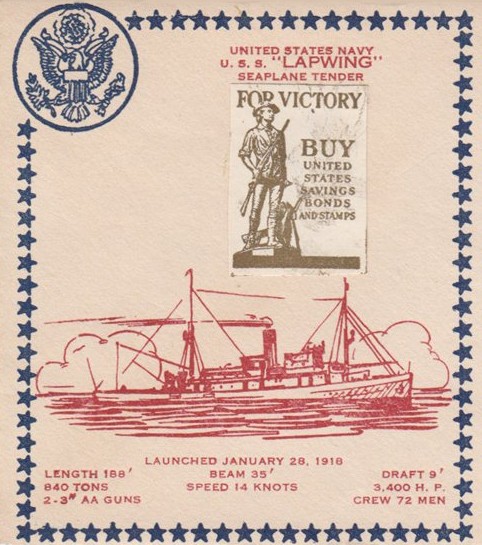 UNITED STATES NAVY
U. S. S. "LAPWING"
SEAPLANE TENDER
FOR VICTORY
BUY
UNITED
STATES
SAVINGS
BONDS
AND STAMPS
LAUNCHED JANUARY 28, 1918
LENGTH 188' BEAM 35' DRAFT 9'
840 TONS SPEED 14 KNOTS 3,400 H. P.
2-3" AA GUNS CREW 72 MEN